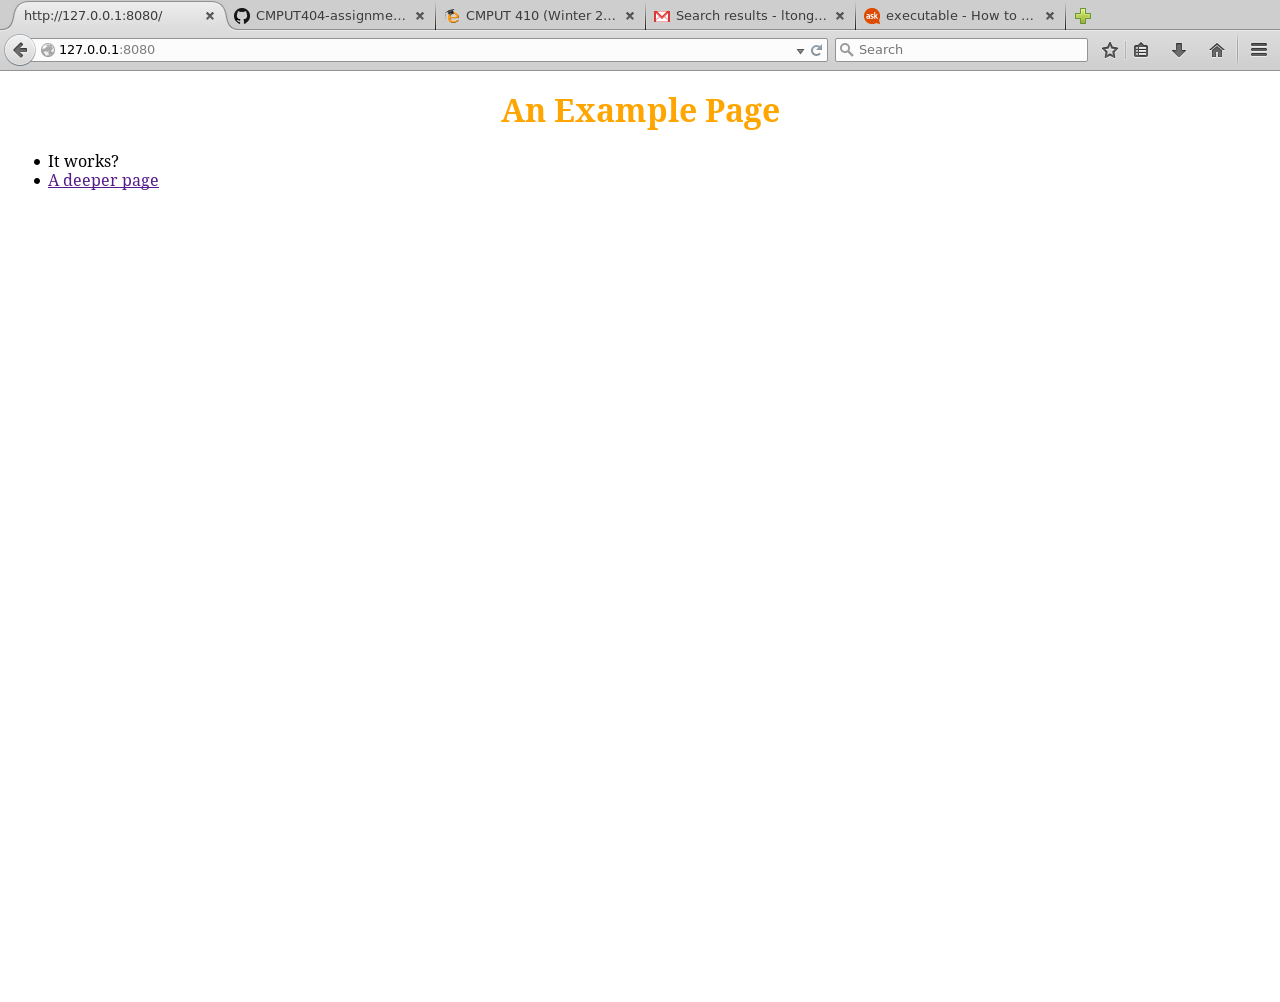 http://127.0.0.1:8080/
CMPUT404-assignme...
CMPUT 410 (Winter 2...
Search results - ltong...
ask
executable - How to ...
127.0.0.1:8080
Search
An Example Page
It works?
A deeper page